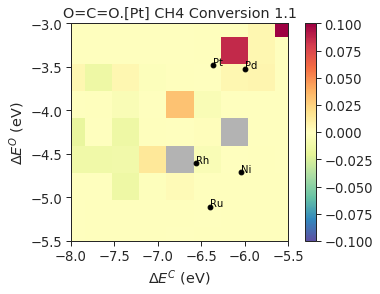 O=C=O.[Pt] CH4 Conversion 1.1
−3.0
−3.5
−4.0
−4.5
−5.0
−5.5
ΔE^O (eV)
Pt
Pd
Rh
Ni
Ru
−8.0 −7.5 −7.0 −6.5 −6.0 −5.5
ΔE^C (eV)
0.100
0.075
0.050
0.025
0.000
−0.025
−0.050
−0.075
−0.100